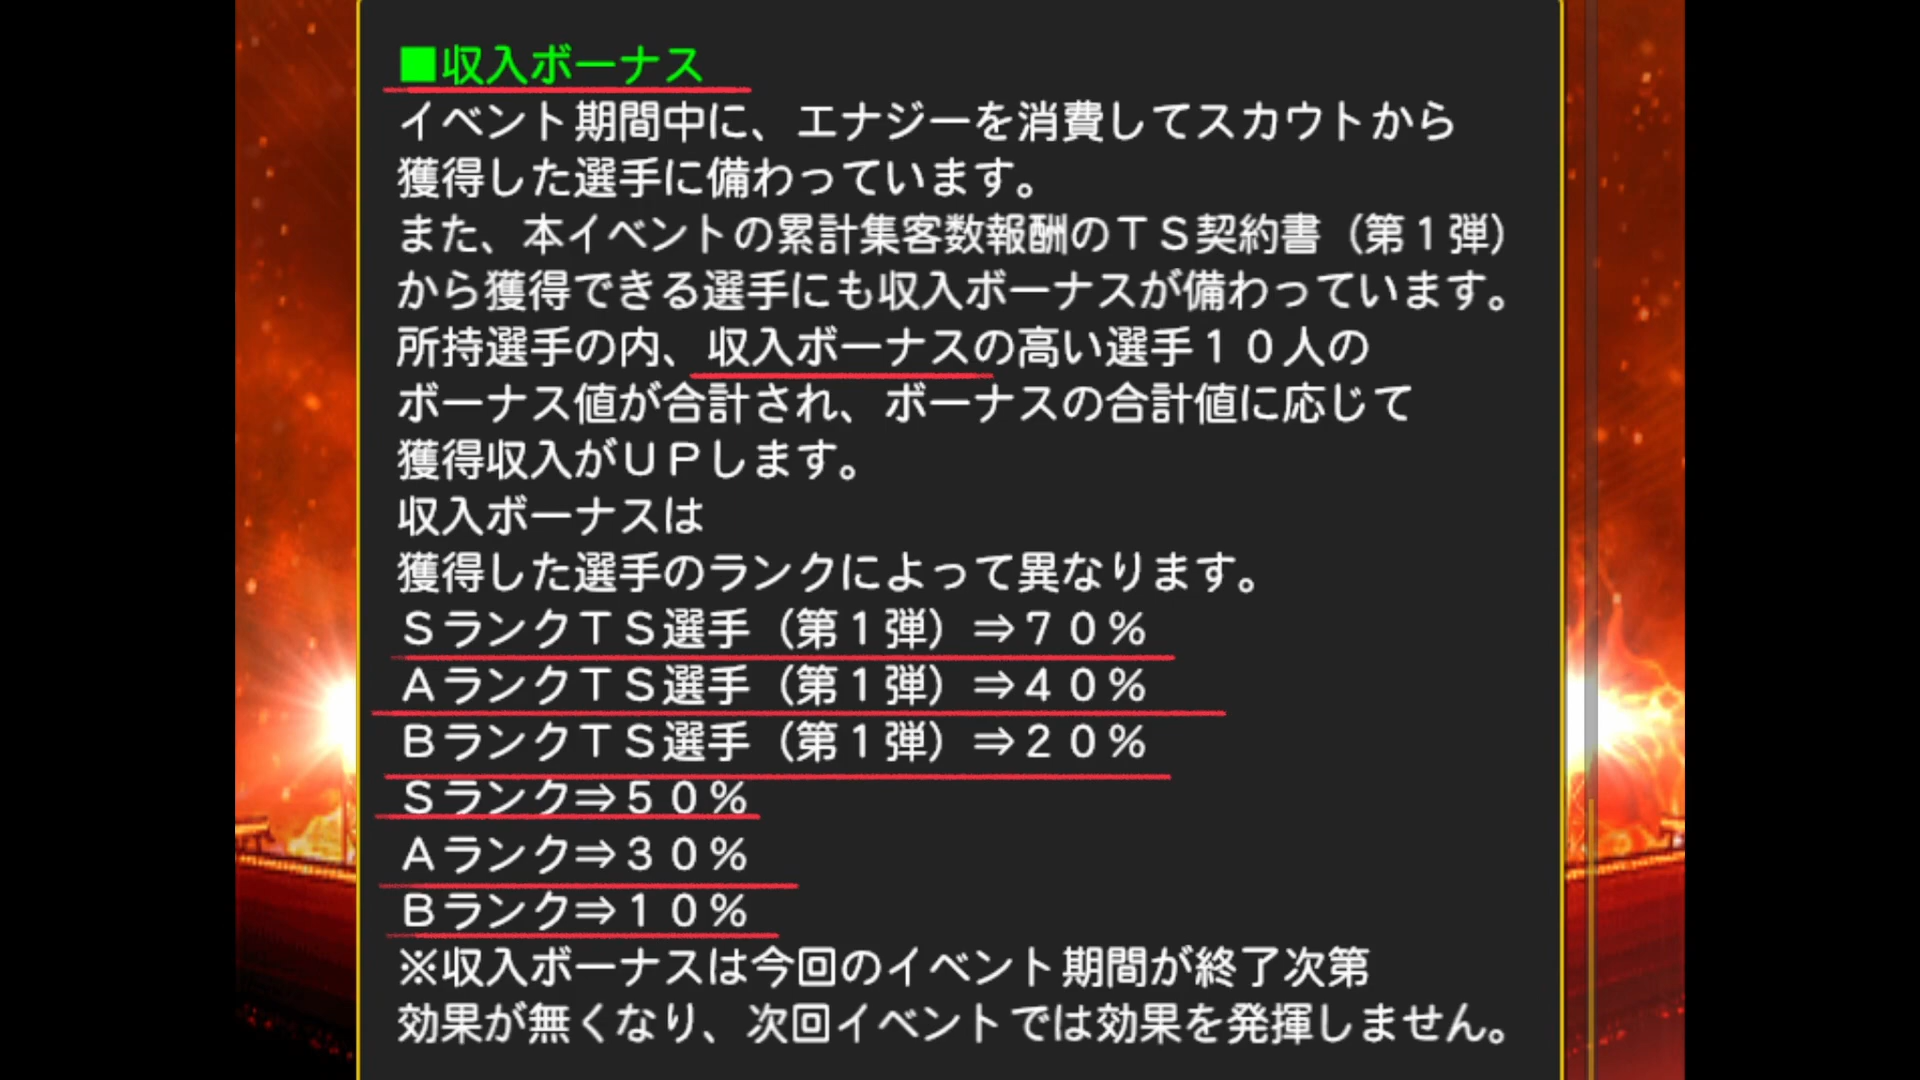 ■収入ボーナス
イベント期間中に、エナジーを消費してスカウトから
獲得した選手に備わっています。
また、本イベントの累計集客数報酬のＴＳ契約書（第１弾）
から獲得できる選手にも収入ボーナスが備わっています。
所持選手の内、収入ボーナスの高い選手１０人の
ボーナス値が合計され、ボーナスの合計値に応じて
獲得収入がＵＰします。
収入ボーナスは
獲得した選手のランクによって異なります。
ＳランクＴＳ選手（第１弾）⇒７０％
ＡランクＴＳ選手（第１弾）⇒４０％
ＢランクＴＳ選手（第１弾）⇒２０％
Ｓランク⇒５０％
Ａランク⇒３０％
Ｂランク⇒１０％
※収入ボーナスは今回のイベント期間が終了次第
効果が無くなり、次回イベントでは効果を発揮しません。